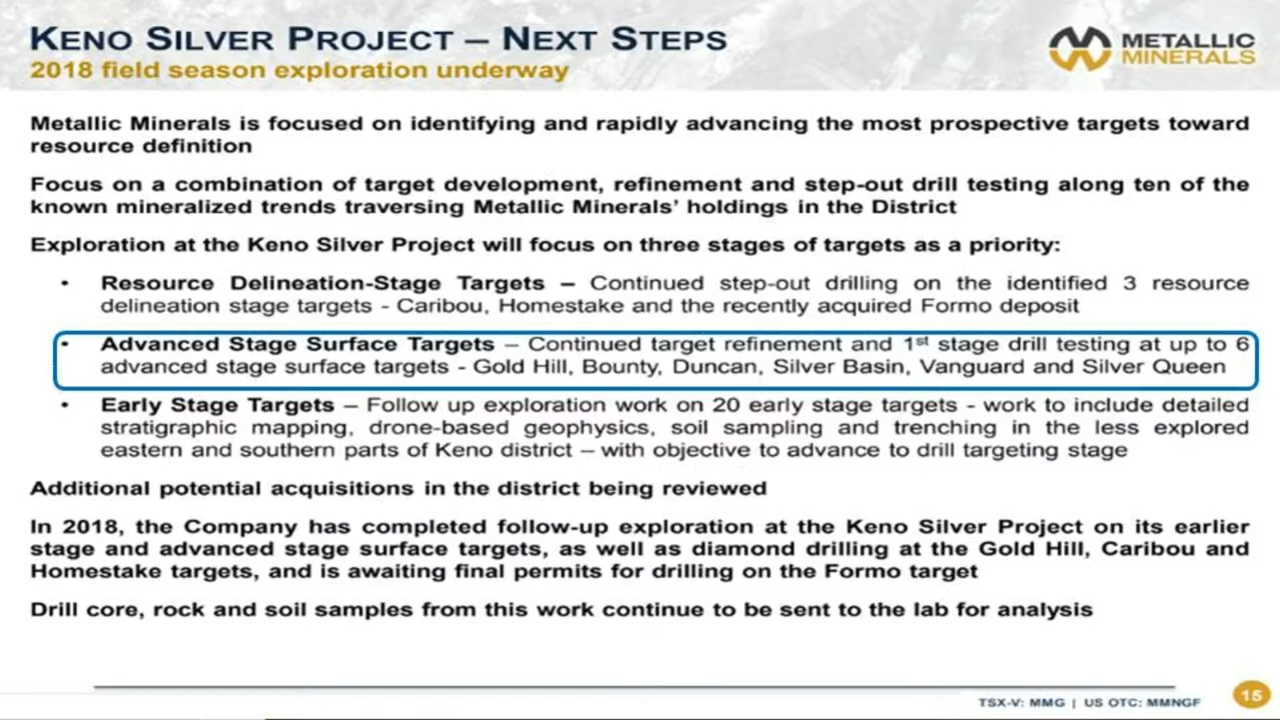 KENO SILVER PROJECT – NEXT STEPS
2018 field season exploration underway
METALLIC
MINERALS
Metallic Minerals is focused on identifying and rapidly advancing the most prospective targets toward
resource definition
Focus on a combination of target development, refinement and step-out drill testing along ten of the
known mineralized trends traversing Metallic Minerals’ holdings in the District
Exploration at the Keno Silver Project will focus on three stages of targets as a priority:
• Resource Delineation-Stage Targets – Continued step-out drilling on the identified 3 resource
delineation stage targets - Caribou, Homestake and the recently acquired Formo deposit
• Advanced Stage Surface Targets – Continued target refinement and 1st stage drill testing at up to 6
advanced stage surface targets - Gold Hill, Bounty, Duncan, Silver Basin, Vanguard and Silver Queen
• Early Stage Targets – Follow up exploration work on 20 early stage targets - work to include detailed
stratigraphic mapping, drone-based geophysics, soil sampling and trenching in the less explored
eastern and southern parts of Keno district – with objective to advance to drill targeting stage
Additional potential acquisitions in the district being reviewed
In 2018, the Company has completed follow-up exploration at the Keno Silver Project on its earlier
stage and advanced stage surface targets, as well as diamond drilling at the Gold Hill, Caribou and
Homestake targets, and is awaiting final permits for drilling on the Formo target
Drill core, rock and soil samples from this work continue to be sent to the lab for analysis
TSX-V: MMG | US OTC: MMNGF
15